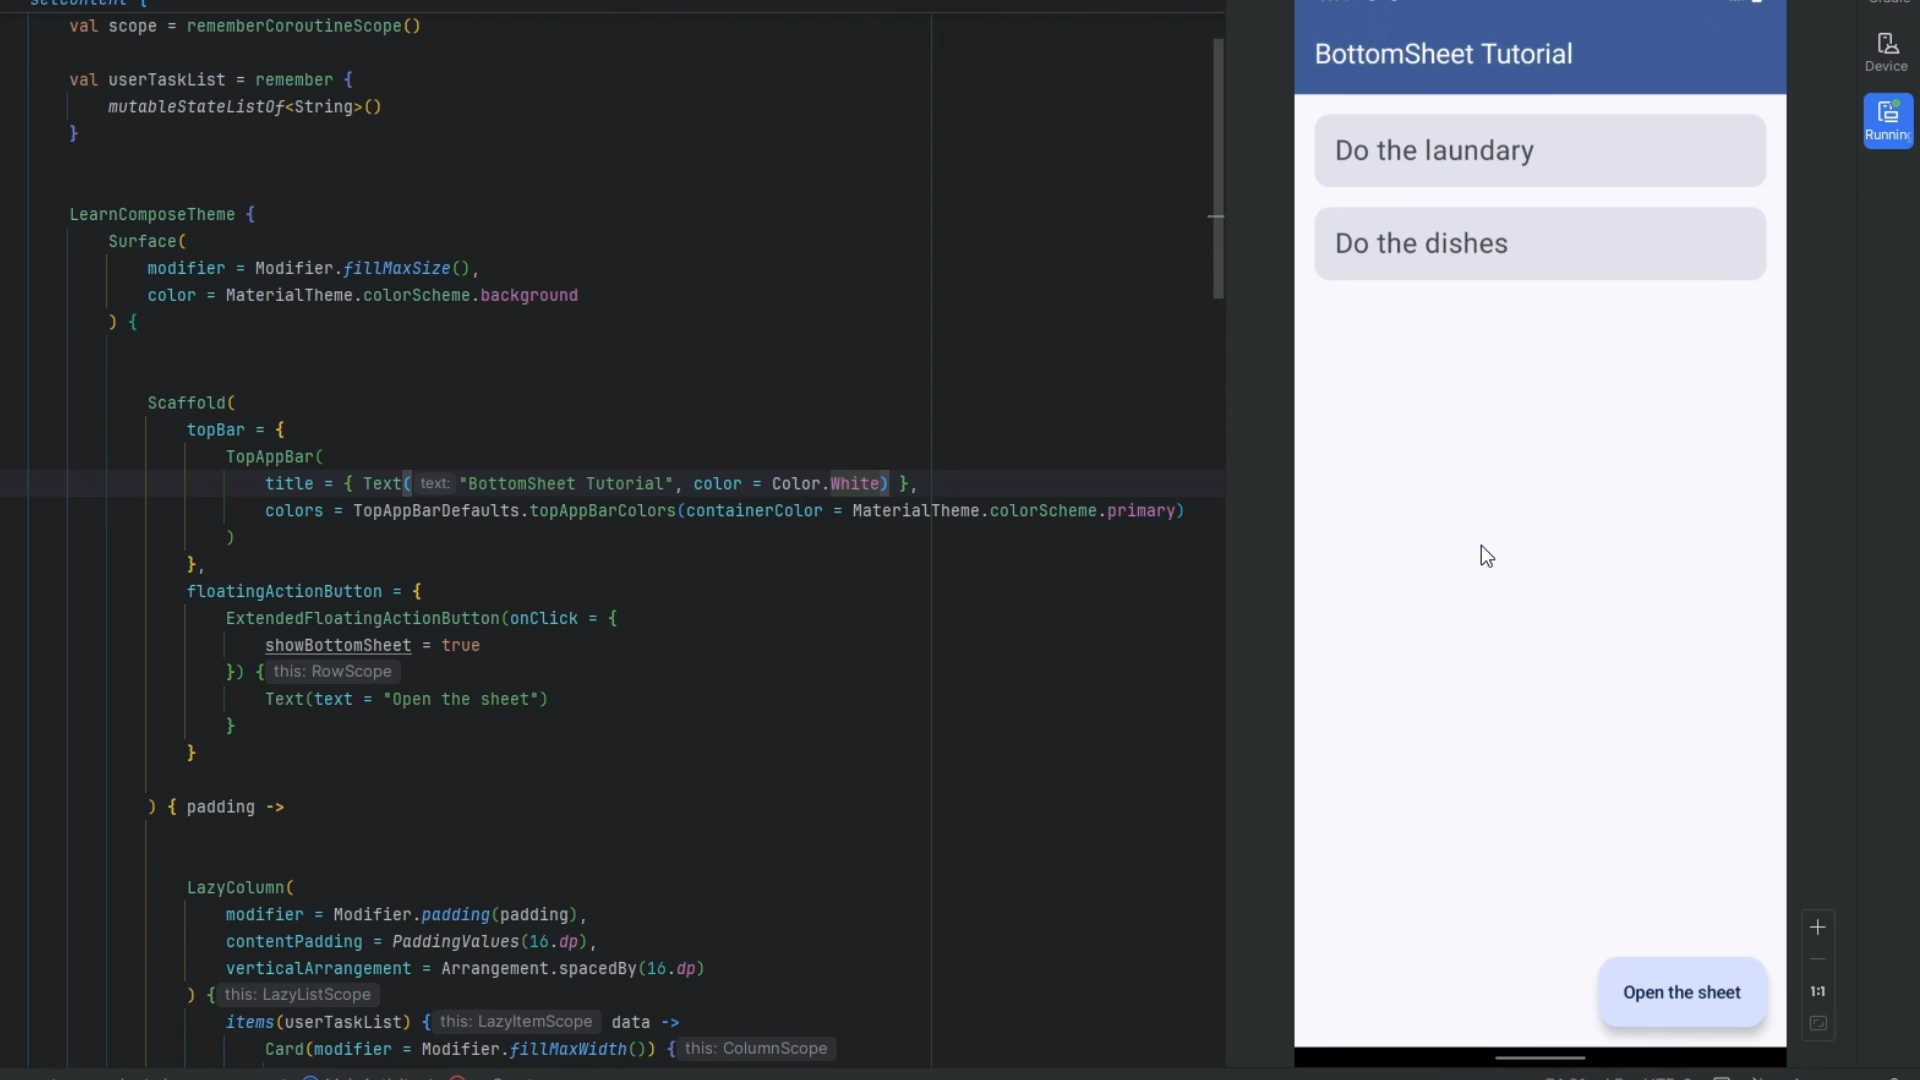 setContent {
val scope = rememberCoroutineScope()
val userTaskList = remember {
mutableStateListOf<String>()
}
LearnComposeTheme {
Surface(
modifier = Modifier.fillMaxSize(),
color = MaterialTheme.colorScheme.background
) {
Scaffold(
topBar = {
TopAppBar(
title = { Text( text: "BottomSheet Tutorial", color = Color.White) },
colors = TopAppBarDefaults.topAppBarColors(containerColor = MaterialTheme.colorScheme.primary)
)
},
floatingActionButton = {
ExtendedFloatingActionButton(onClick = {
showBottomSheet = true
}) { this: RowScope
Text(text = "Open the sheet")
}
}
) { padding ->
LazyColumn(
modifier = Modifier.padding(padding),
contentPadding = PaddingValues(16.dp),
verticalArrangement = Arrangement.spacedBy(16.dp)
) { this: LazyListScope
items(userTaskList) { this: LazyItemScope data ->
Card(modifier = Modifier.fillMaxWidth()) { this: ColumnScope
BottomSheet Tutorial
Do the laundary
Do the dishes
Open the sheet
Device
Running
1:1